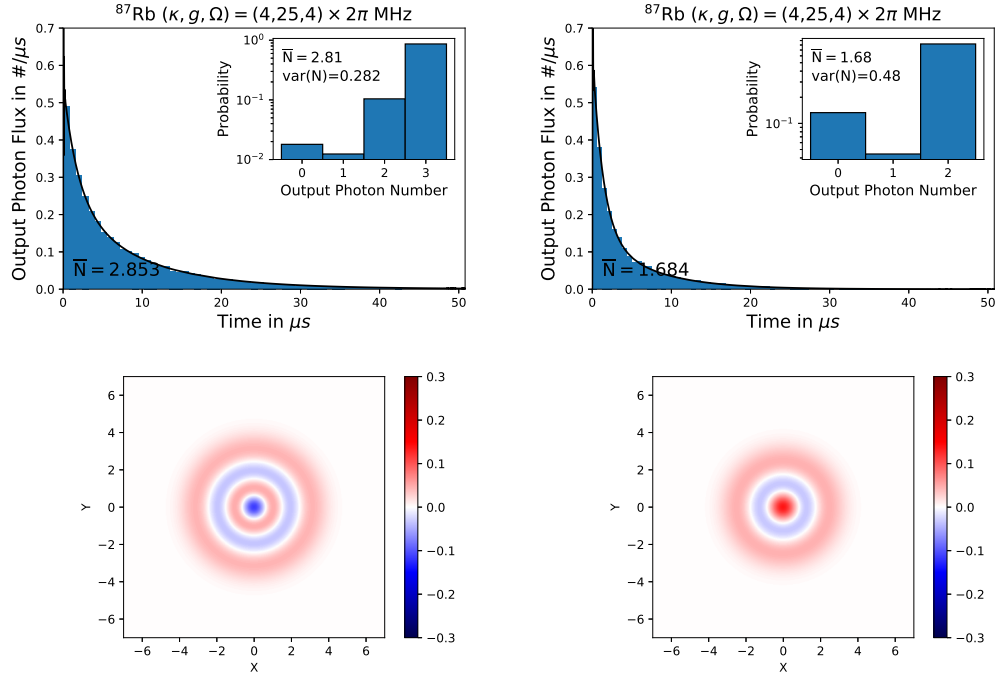 ⁸⁷Rb (κ, g, Ω) = (4,25,4) × 2π MHz
Output Photon Flux in #/μs
0.7
0.6
0.5
0.4
0.3
0.2
0.1
0.0
N̅ = 2.853
0 10 20 30 40 50
Time in μs
Probability
10⁰
10⁻¹
10⁻²
N̅ = 2.81
var(N)=0.282
0 1 2 3
Output Photon Number
⁸⁷Rb (κ, g, Ω) = (4,25,4) × 2π MHz
Output Photon Flux in #/μs
0.7
0.6
0.5
0.4
0.3
0.2
0.1
0.0
N̅ = 1.684
0 10 20 30 40 50
Time in μs
Probability
10⁻¹
N̅ = 1.68
var(N)=0.48
0 1 2
Output Photon Number
Y
6
4
2
0
−2
−4
−6
−6 −4 −2 0 2 4 6
X
0.3
0.2
0.1
0.0
−0.1
−0.2
−0.3
Y
6
4
2
0
−2
−4
−6
−6 −4 −2 0 2 4 6
X
0.3
0.2
0.1
0.0
−0.1
−0.2
−0.3